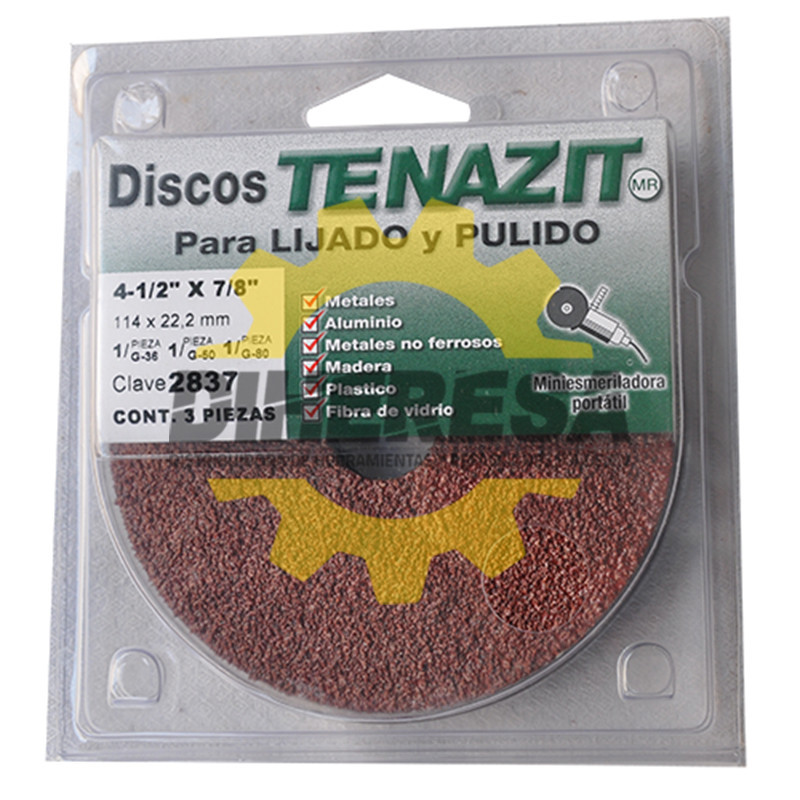 Discos TENAZIT MR
Para LIJADO y PULIDO
4-1/2" X 7/8"
114 x 22,2 mm
1/PIEZA G-36 1/PIEZA G-50 1/PIEZA G-80
Clave 2837
CONT. 3 PIEZAS
Metales
Aluminio
Metales no ferrosos
Madera
Plastico
Fibra de vidrio
Miniesmeriladora
portátil
DIHERESA